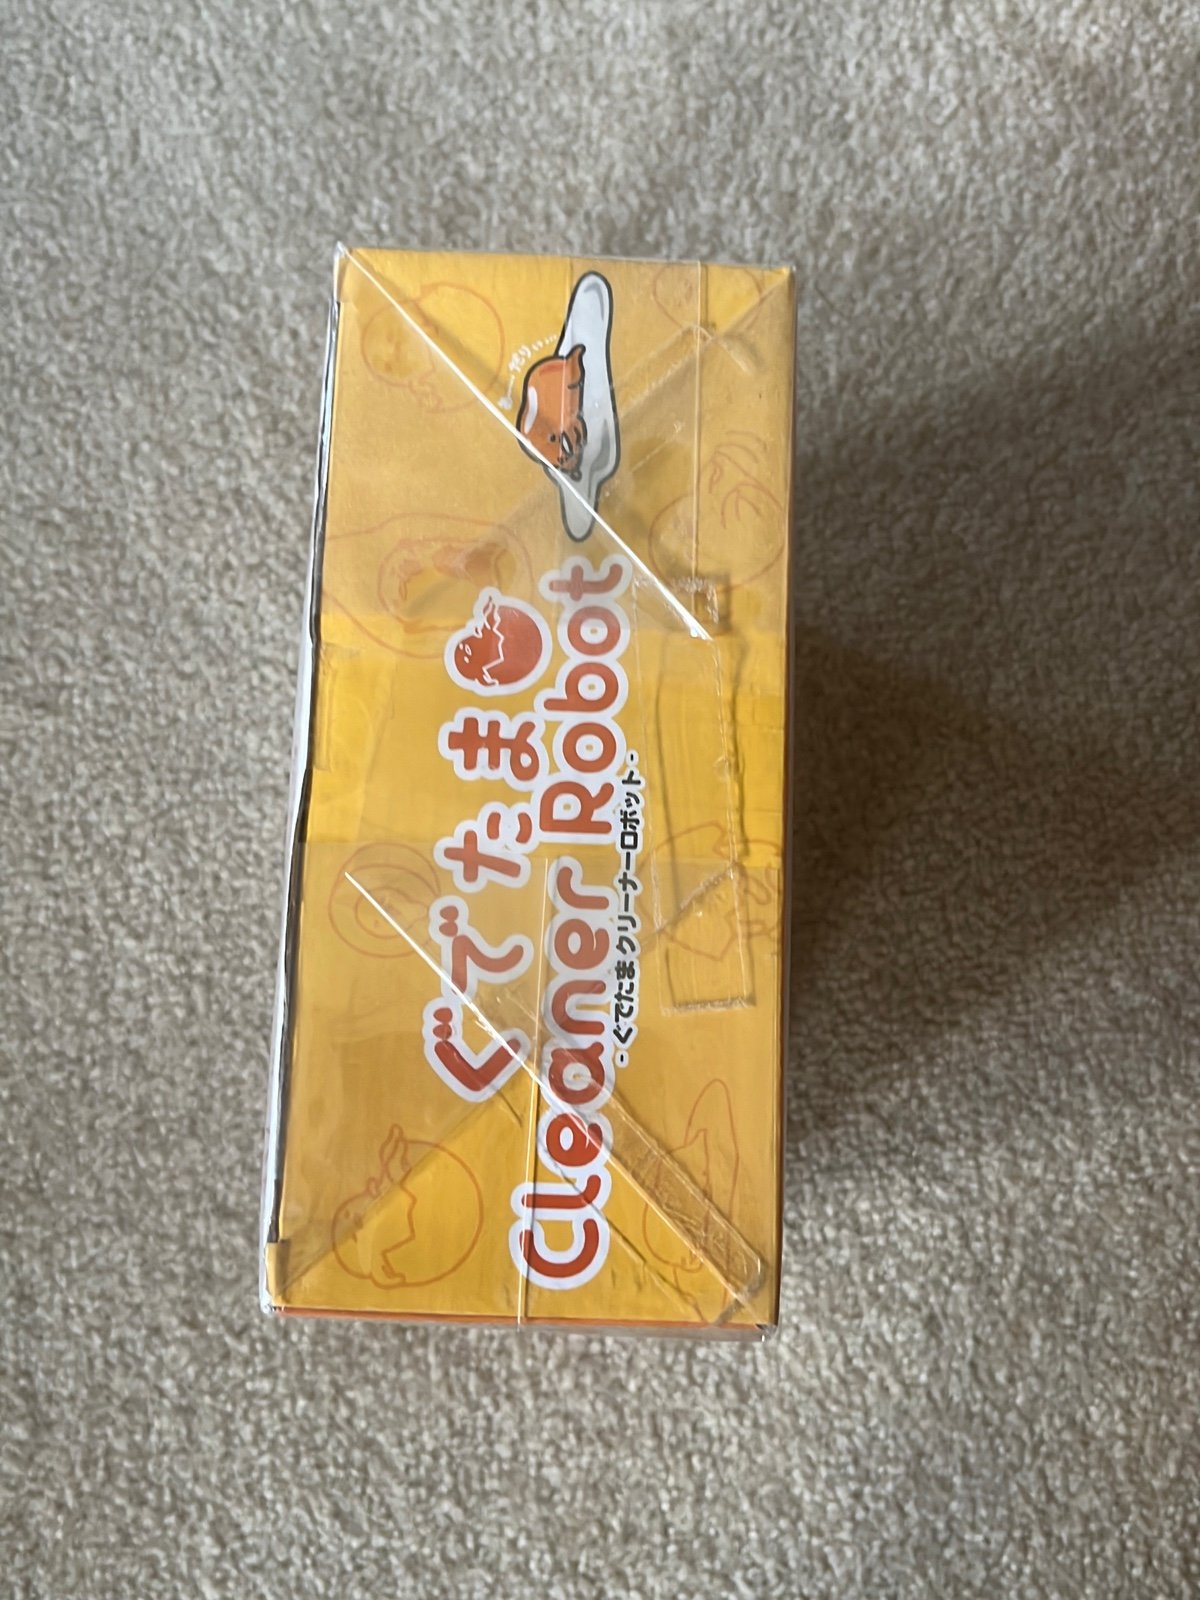 ぐでたま
Cleaner Robot
- ぐでたま クリーナーロボット -